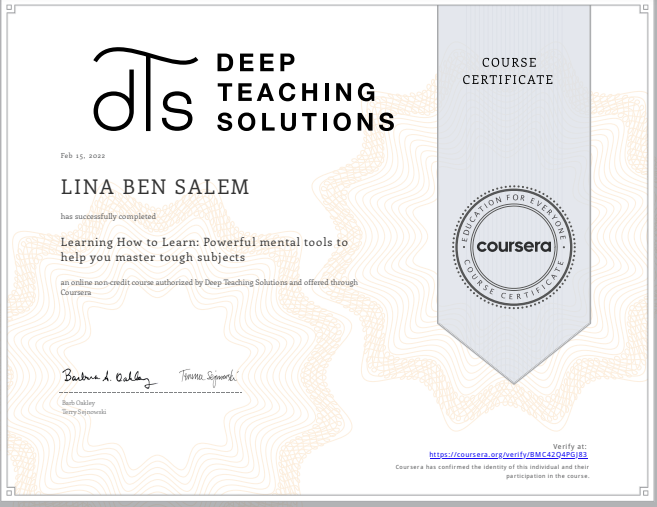 dTs
DEEP
TEACHING
SOLUTIONS
COURSE
CERTIFICATE
Feb 15, 2022
LINA BEN SALEM
has successfully completed
Learning How to Learn: Powerful mental tools to
help you master tough subjects
an online non-credit course authorized by Deep Teaching Solutions and offered through
Coursera
EDUCATION FOR EVERYONE
coursera
COURSE CERTIFICATE
Barbara A. Oakley
Barb Oakley
Terry Sejnowski
Verify at:
https://coursera.org/verify/BMC42Q4PGJ83
Coursera has confirmed the identity of this individual and their
participation in the course.